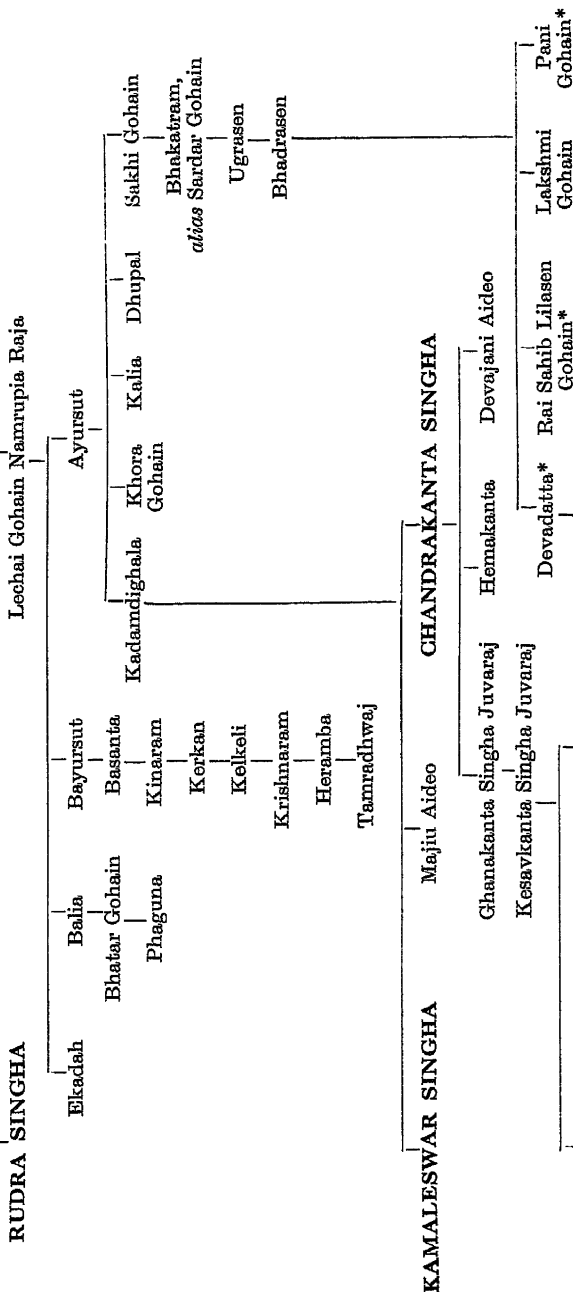 RUDRA SINGHA
Lechai Gohain Namrupia Raja
Ekadah
Balia
Bayursut
Ayursut
Bhatar Gohain
Phaguna
Basanta
Kinaram
Kerkan
Kelkeli
Krishnaram
Heramba
Tamradhwaj
Kadamdighala
Khora
Gohain
Kalia
Dhupal
Sakhi Gohain
Bhakatram,
alias Sardar Gohain
Ugrasen
Bhadrasen
KAMALESWAR SINGHA
Majiu Aideo
CHANDRAKANTA SINGHA
Ghanakanta Singha Juvaraj
Kesavkanta Singha Juvaraj
Hemakanta
Devajani Aideo
Devadatta*
Rai Sahib Lilasen
Gohain*
Lakshmi
Gohain
Pani
Gohain*